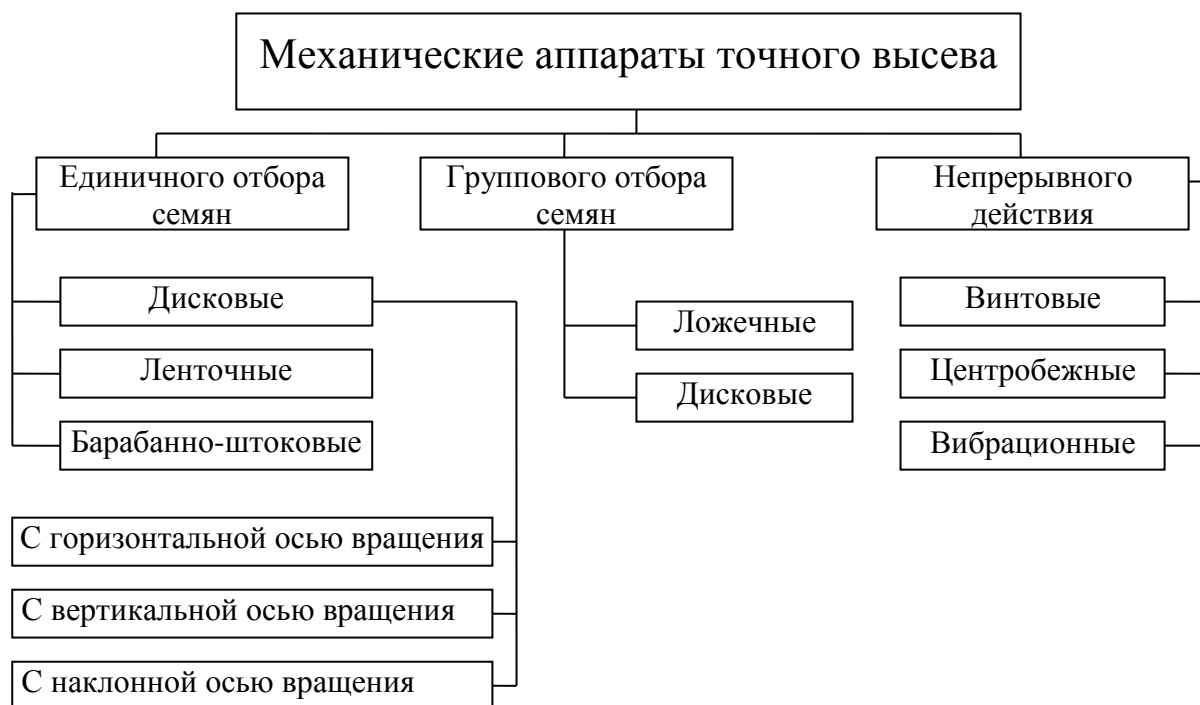 Механические аппараты точного высева
Единичного отбора
семян
Группового отбора
семян
Непрерывного
действия
Дисковые
Ленточные
Барабанно-штоковые
Ложечные
Дисковые
Винтовые
Центробежные
Вибрационные
С горизонтальной осью вращения
С вертикальной осью вращения
С наклонной осью вращения